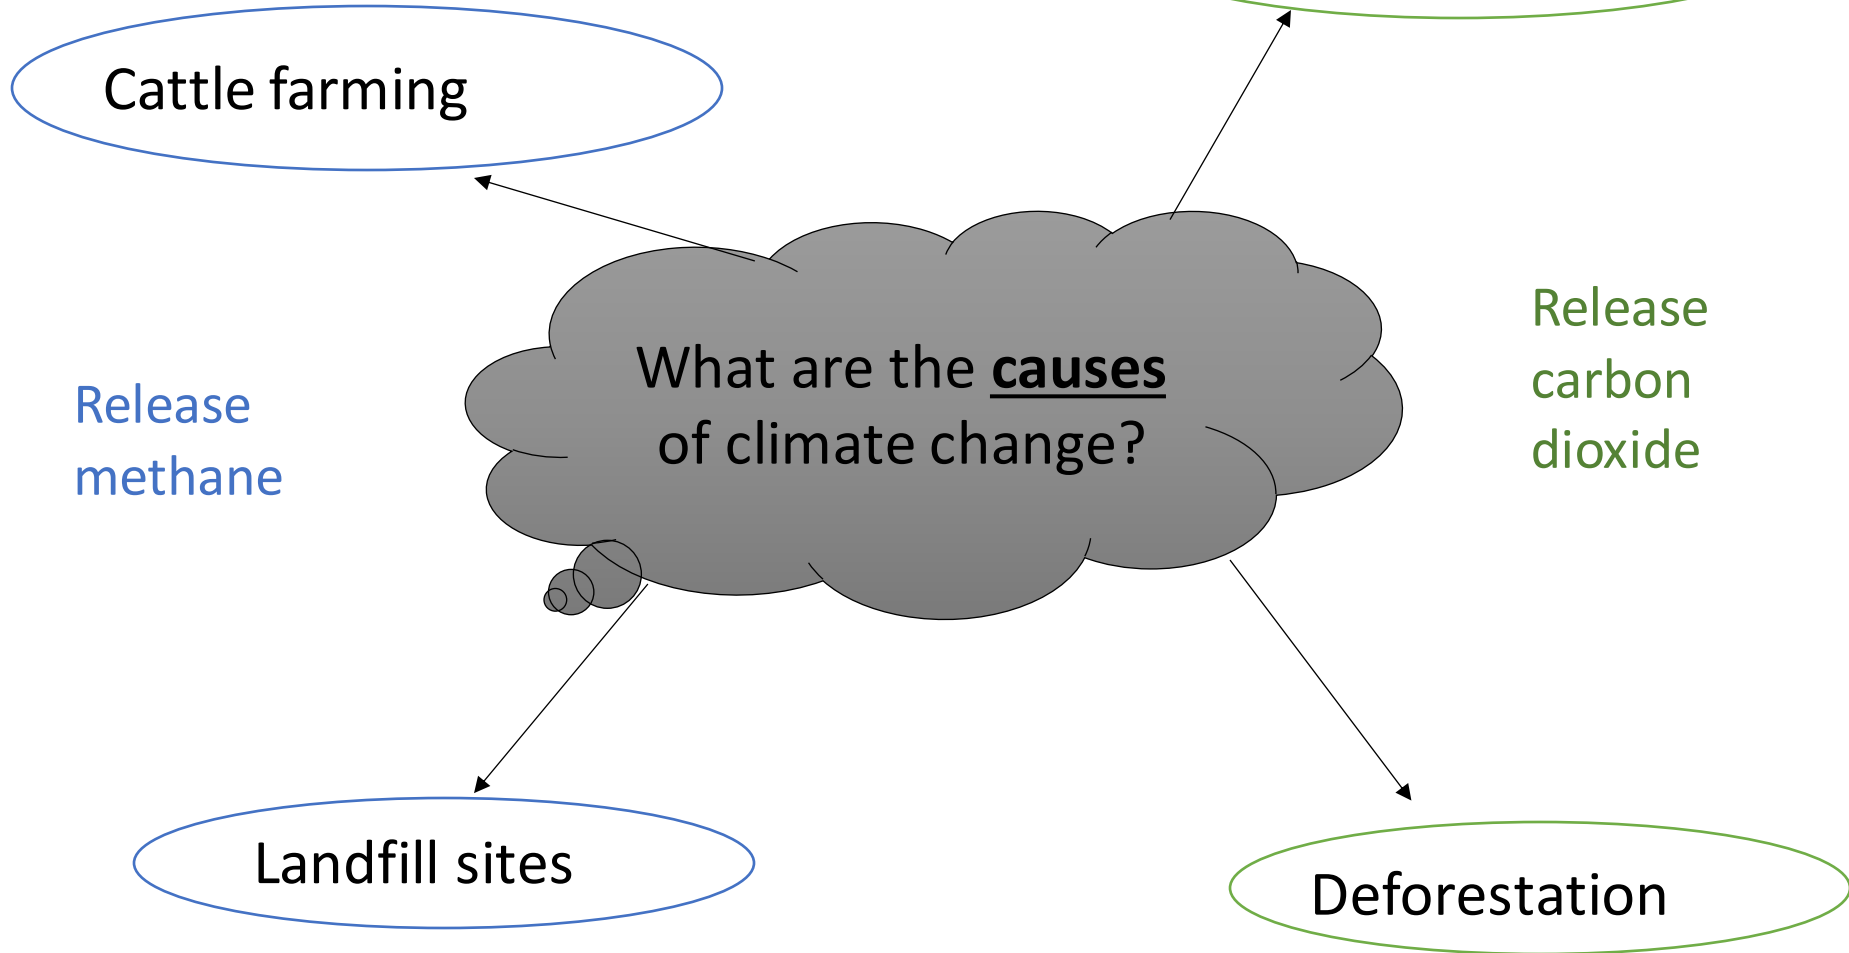 Cattle farming
What are the causes
of climate change?
Release
methane
Release
carbon
dioxide
Landfill sites
Deforestation